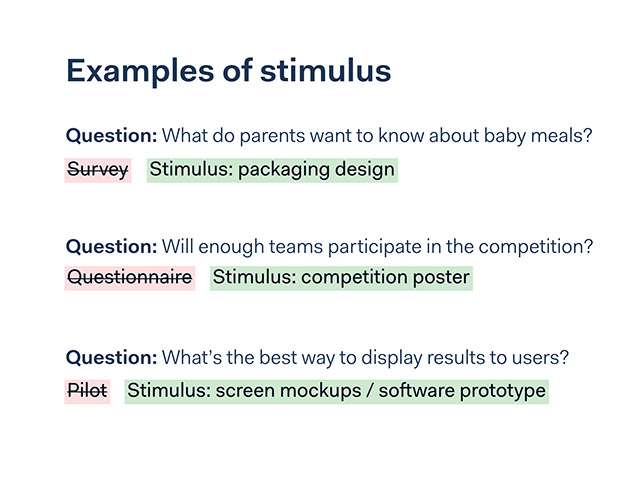 Examples of stimulus
Question: What do parents want to know about baby meals?
Survey Stimulus: packaging design
Question: Will enough teams participate in the competition?
Questionnaire Stimulus: competition poster
Question: What’s the best way to display results to users?
Pilot Stimulus: screen mockups / software prototype